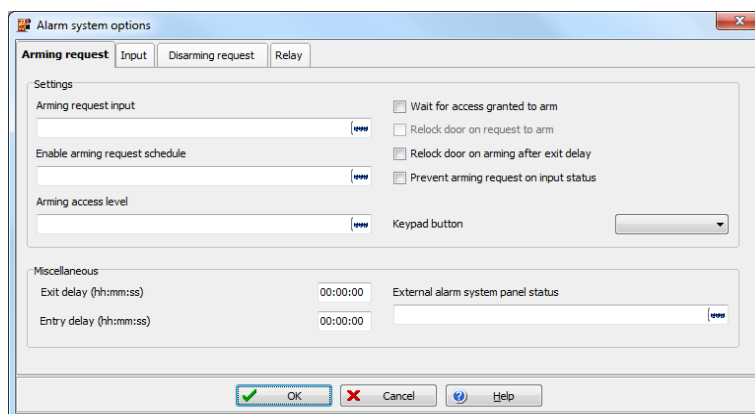 Alarm system options
Arming request Input Disarming request Relay
Settings
Arming request input
Wait for access granted to arm
Relock door on request to arm
Enable arming request schedule
Relock door on arming after exit delay
Prevent arming request on input status
Arming access level
Keypad button
Miscellaneous
Exit delay (hh:mm:ss) 00:00:00
External alarm system panel status
Entry delay (hh:mm:ss) 00:00:00
OK Cancel Help